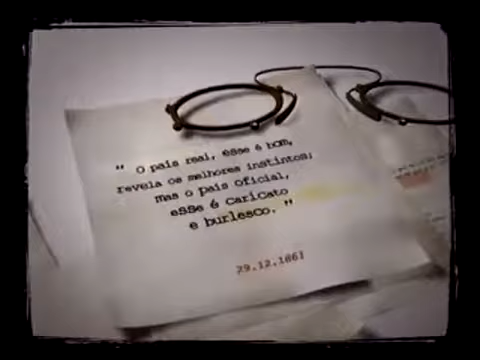 " O país real, esse é bom,
revela os melhores instintos;
mas o país oficial,
esse é caricato
e burlesco. "
29.12.1861